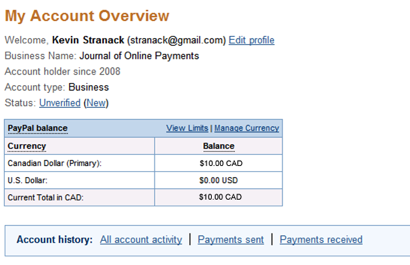 My Account Overview
Welcome, Kevin Stranack (stranack@gmail.com) Edit profile
Business Name: Journal of Online Payments
Account holder since 2008
Account type: Business
Status: Unverified (New)
PayPal balance View Limits | Manage Currency
Currency Balance
Canadian Dollar (Primary): $10.00 CAD
U.S. Dollar: $0.00 USD
Current Total in CAD: $10.00 CAD
Account history: All account activity | Payments sent | Payments received